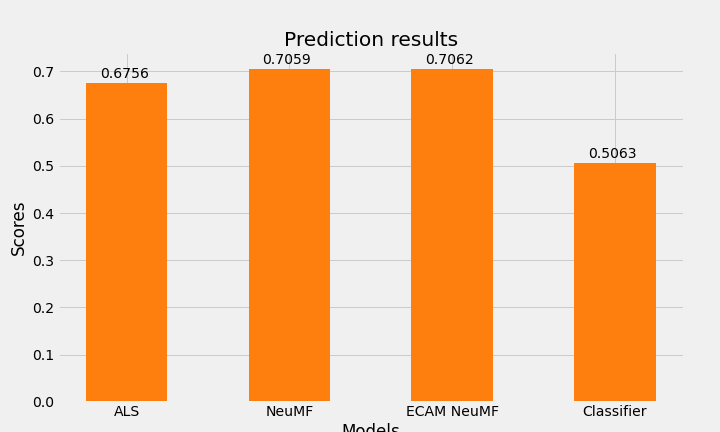 Prediction results
0.6756
0.7059
0.7062
0.5063
Scores
0.7
0.6
0.5
0.4
0.3
0.2
0.1
0.0
ALS
NeuMF
ECAM NeuMF
Classifier
Models